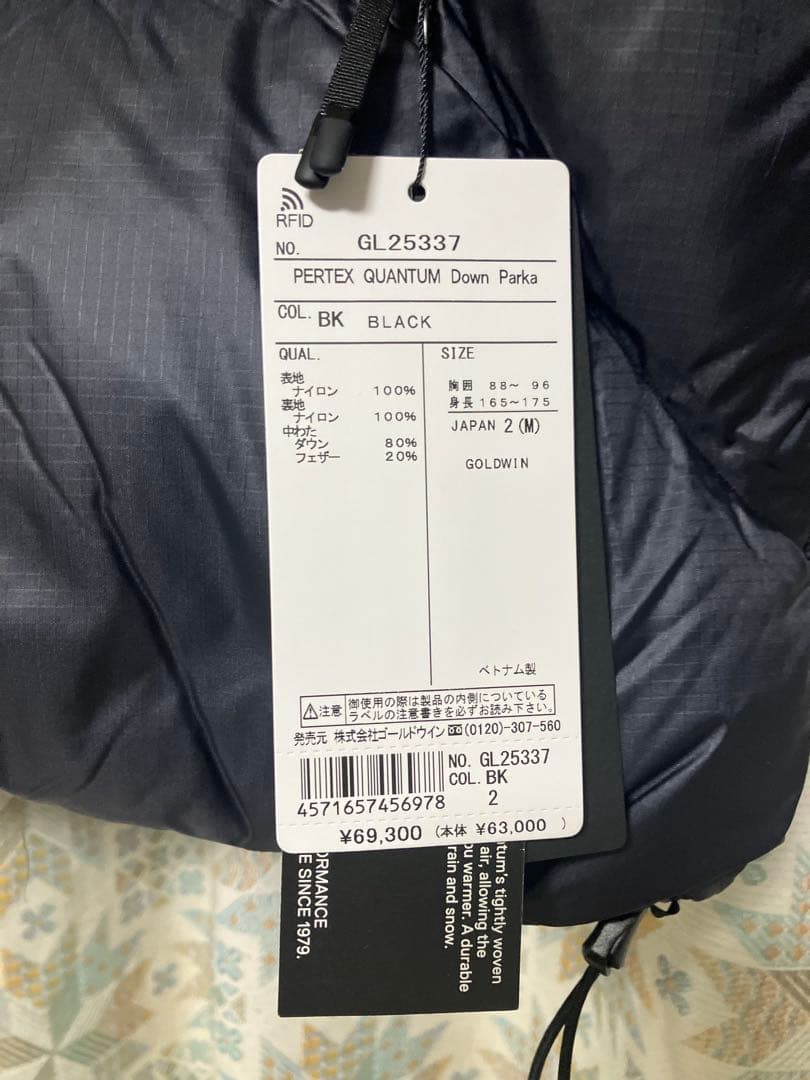 RFID
NO. GL25337
PERTEX QUANTUM Down Parka
COL. BK BLACK
QUAL.
表地
ナイロン 100%
裏地
ナイロン 100%
中わた
ダウン 80%
フェザー 20%
SIZE
胸囲 88〜 96
身長 165〜175
JAPAN 2 (M)
GOLDWIN
ベトナム製
注意 御使用の際は製品の内側についている
ラベルの注意書きを必ずお読み下さい。
発売元 株式会社ゴールドウイン (0120)-307-560
NO. GL25337
COL. BK
2
4571657456978
¥69,300 (本体 ¥63,000 )
ORMANCE
E SINCE 1979.
ntum's tightly woven
air, allowing the
ou warmer. A durable
rain and snow.